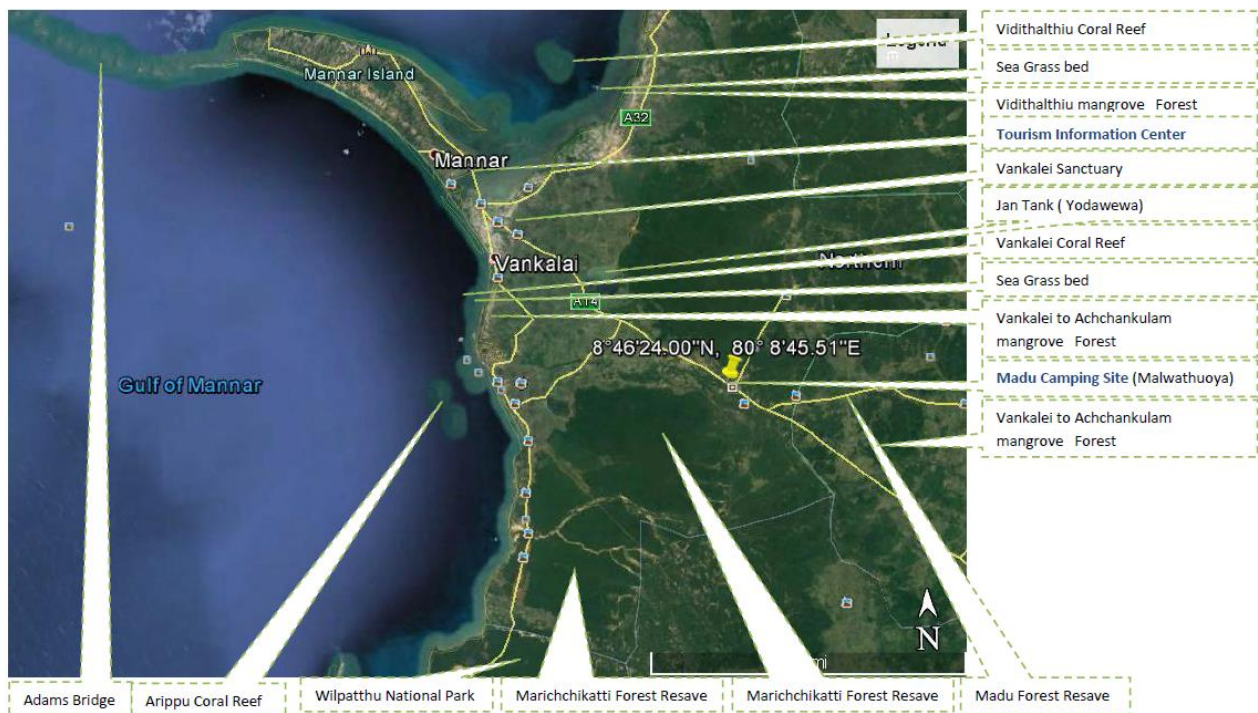 Legend
Mannar Island
A32
Mannar
Vankalai
Northern
A14
8°46'24.00"N, 80° 8'45.51"E
Gulf of Mannar
N
mi
Vidithalthiu Coral Reef
Sea Grass bed
Vidithalthiu mangrove Forest
Tourism Information Center
Vankalei Sanctuary
Jan Tank ( Yodawewa)
Vankalei Coral Reef
Sea Grass bed
Vankalei to Achchankulam
mangrove Forest
Madu Camping Site (Malwathuoya)
Vankalei to Achchankulam
mangrove Forest
Adams Bridge
Arippu Coral Reef
Wilpatthu National Park
Marichchikatti Forest Resave
Marichchikatti Forest Resave
Madu Forest Resave